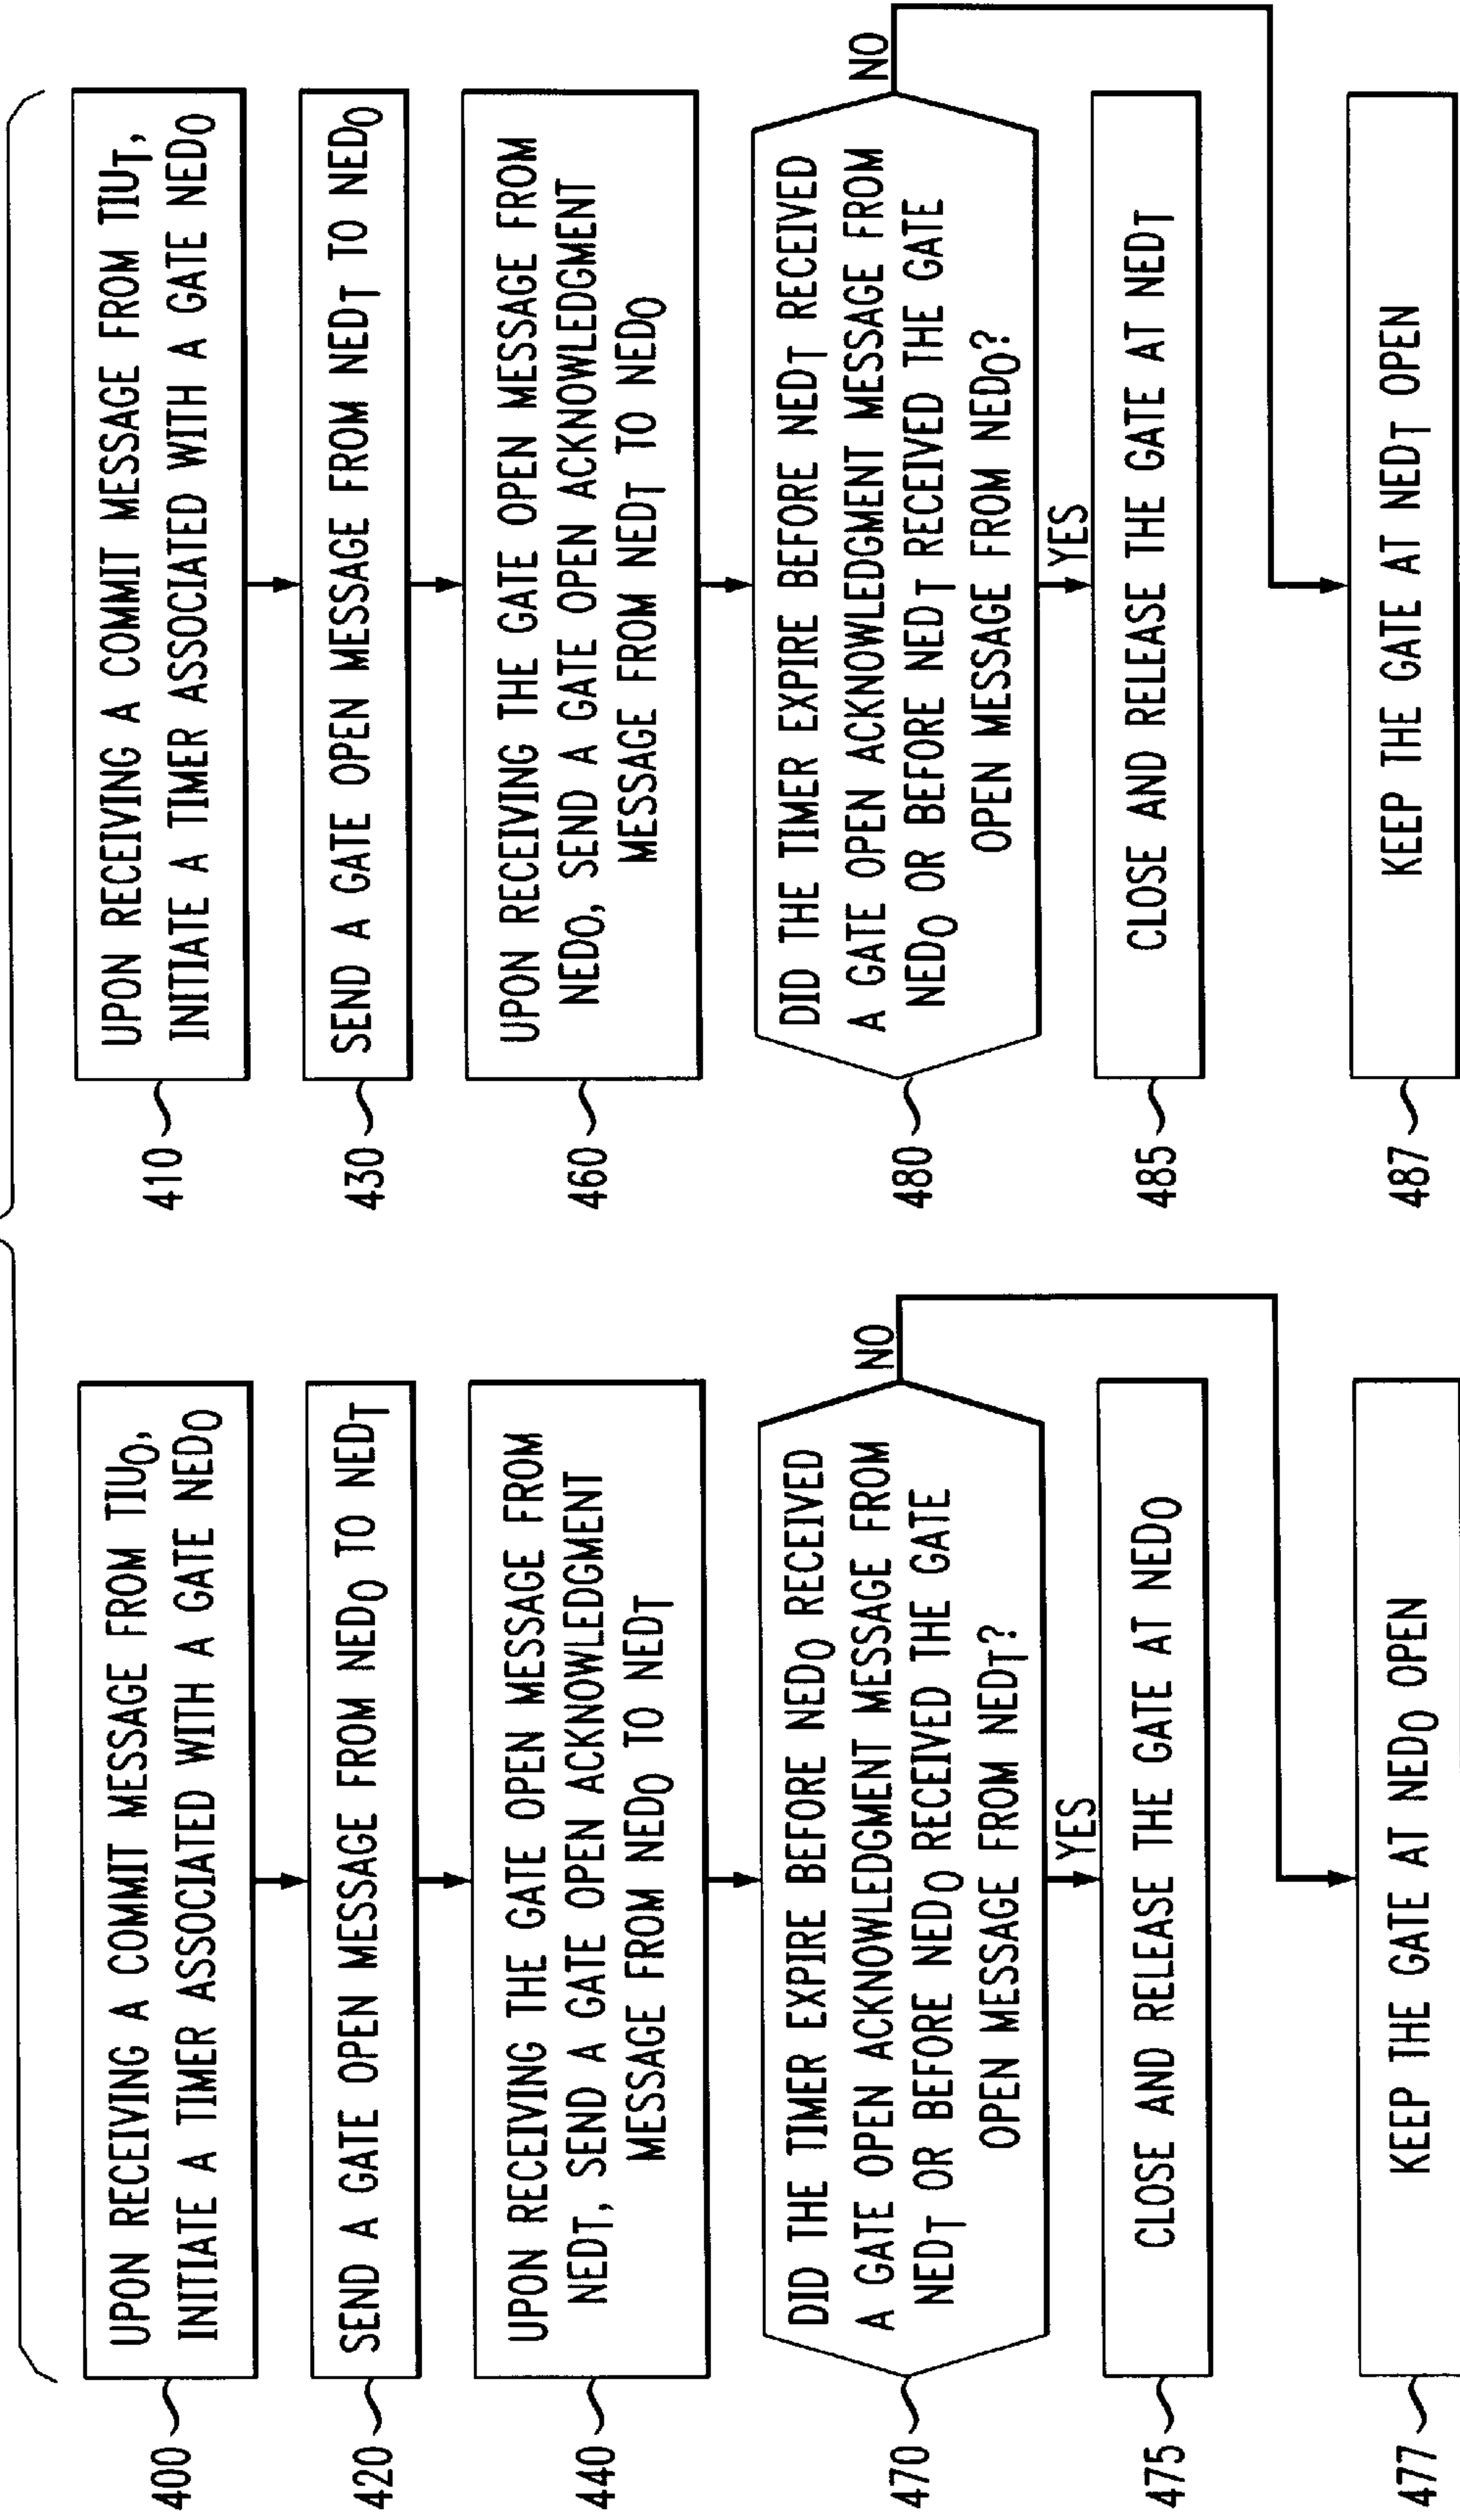 400
UPON RECEIVING A COMMIT MESSAGE FROM TIUO,
INITIATE A TIMER ASSOCIATED WITH A GATE NEDO
420
SEND A GATE OPEN MESSAGE FROM NEDO TO NEDT
440
UPON RECEIVING THE GATE OPEN MESSAGE FROM
NEDT, SEND A GATE OPEN ACKNOWLEDGMENT
MESSAGE FROM NEDO TO NEDT
470
DID THE TIMER EXPIRE BEFORE NEDO RECEIVED
A GATE OPEN ACKNOWLEDGMENT MESSAGE FROM
NEDT OR BEFORE NEDO RECEIVED THE GATE
OPEN MESSAGE FROM NEDT?
NO
YES
475
CLOSE AND RELEASE THE GATE AT NEDO
477
KEEP THE GATE AT NEDO OPEN
410
UPON RECEIVING A COMMIT MESSAGE FROM TIUT,
INITIATE A TIMER ASSOCIATED WITH A GATE NEDO
430
SEND A GATE OPEN MESSAGE FROM NEDT TO NEDO
460
UPON RECEIVING THE GATE OPEN MESSAGE FROM
NEDO, SEND A GATE OPEN ACKNOWLEDGMENT
MESSAGE FROM NEDT TO NEDO
480
DID THE TIMER EXPIRE BEFORE NEDT RECEIVED
A GATE OPEN ACKNOWLEDGMENT MESSAGE FROM
NEDO OR BEFORE NEDT RECEIVED THE GATE
OPEN MESSAGE FROM NEDO?
NO
YES
485
CLOSE AND RELEASE THE GATE AT NEDT
487
KEEP THE GATE AT NEDT OPEN